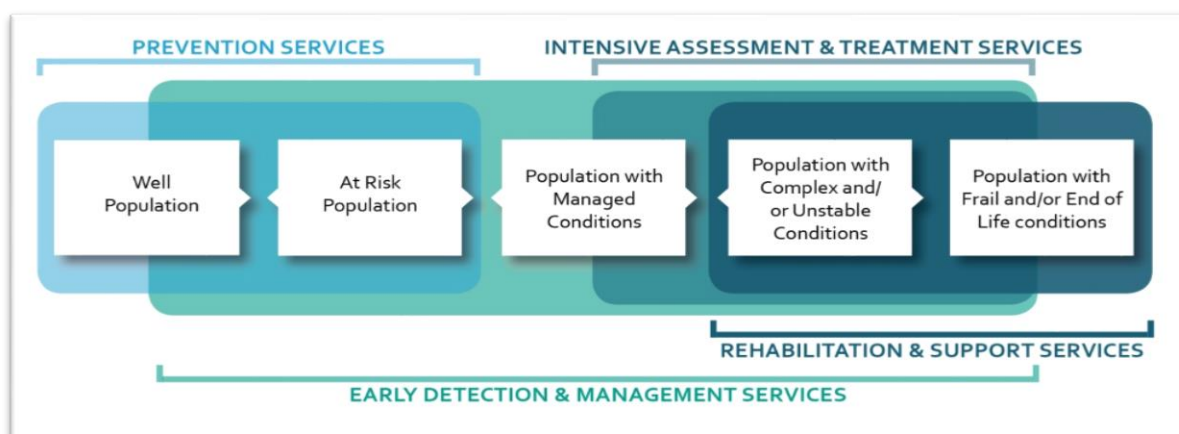 PREVENTION SERVICES
INTENSIVE ASSESSMENT & TREATMENT SERVICES
Well
Population
At Risk
Population
Population with
Managed
Conditions
Population with
Complex and/
or Unstable
Conditions
Population with
Frail and/or End of
Life conditions
REHABILITATION & SUPPORT SERVICES
EARLY DETECTION & MANAGEMENT SERVICES